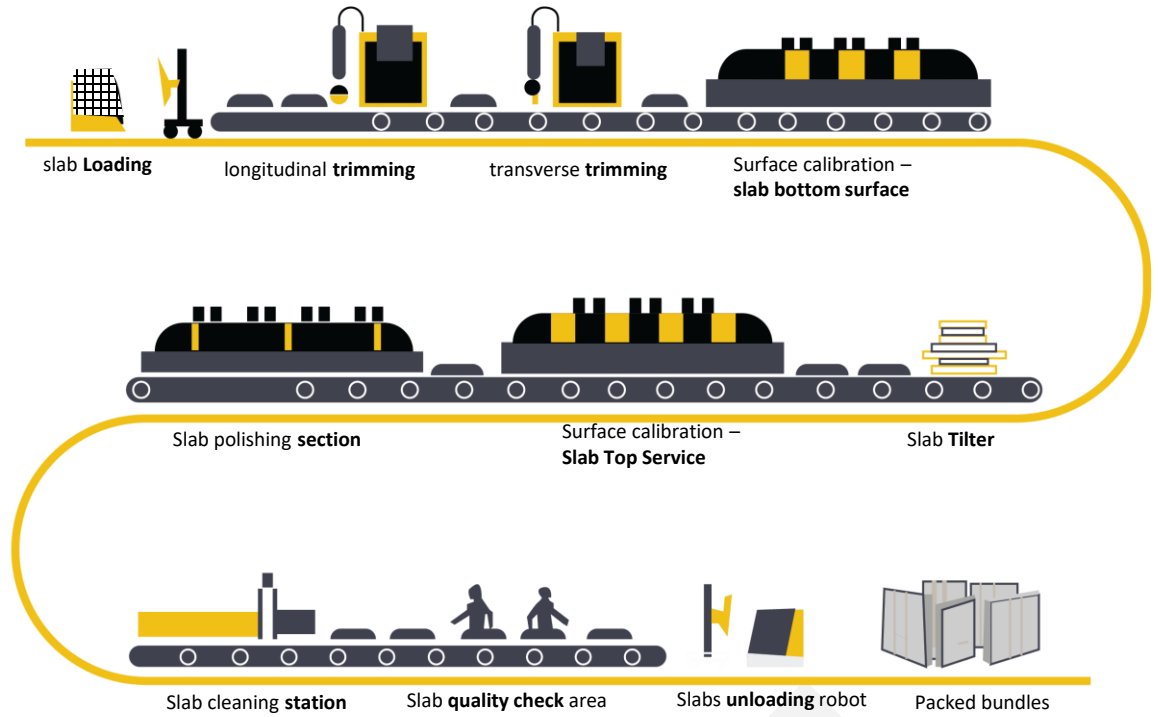 slab Loading
longitudinal trimming
transverse trimming
Surface calibration –
slab bottom surface
Slab polishing section
Surface calibration –
Slab Top Service
Slab Tilter
Slab cleaning station
Slab quality check area
Slabs unloading robot
Packed bundles